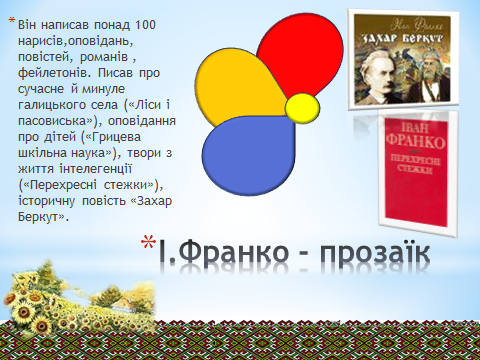 * Він написав понад 100
нарисів,оповідань,
повістей, романів ,
фейлетонів. Писав про
сучасне й минуле
галицького села («Ліси і
пасовиська»), оповідання
про дітей («Грицева
шкільна наука»), твори з
життя інтелегенції
(«Перехресні стежки»),
історичну повість «Захар
Беркут».
Іван Франко
ЗАХАР
БЕРКУТ
ІВАН
ФРАНКО
ПЕРЕХРЕСНІ
СТЕЖКИ
*І.Франко - прозаїк